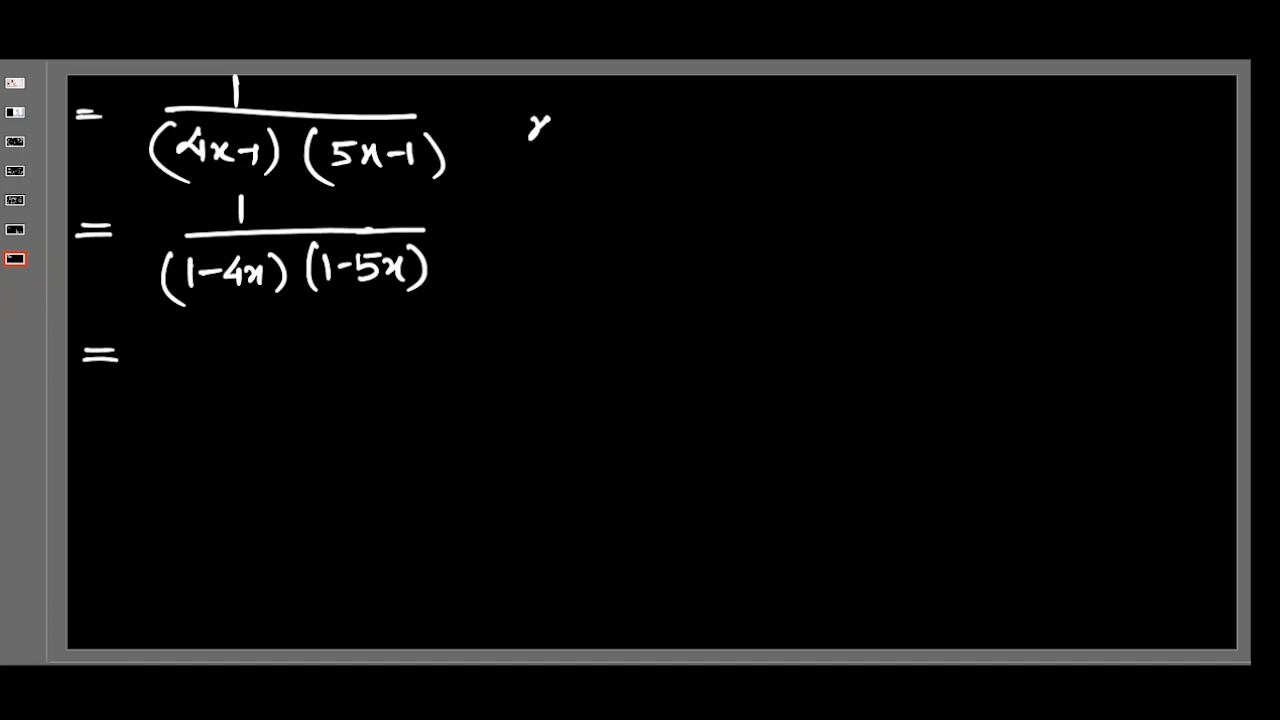 = 1 / (4x-1) (5x-1) x
= 1 / (1-4x) (1-5x)
=